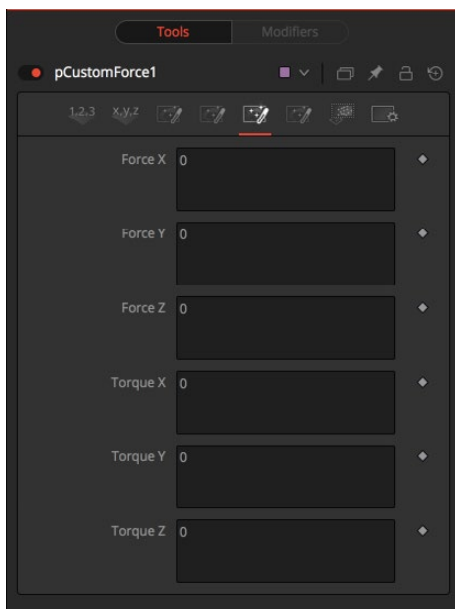 Tools Modifiers
pCustomForce1
1,2,3 x,y,z
Force X 0
Force Y 0
Force Z 0
Torque X 0
Torque Y 0
Torque Z 0